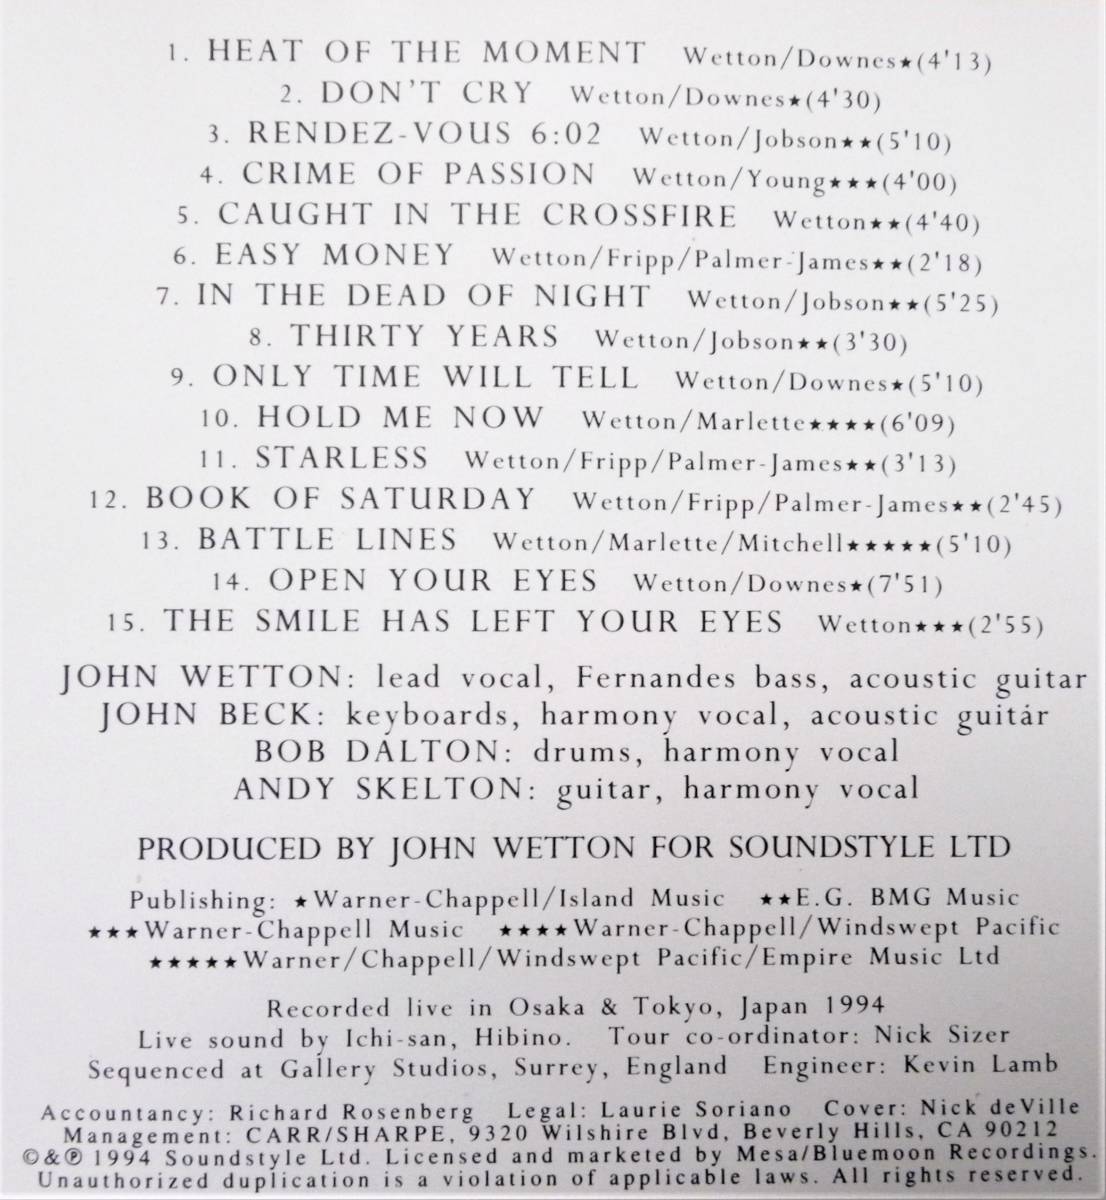 1. HEAT OF THE MOMENT Wetton/Downes★(4'13)
2. DON'T CRY Wetton/Downes★(4'30)
3. RENDEZ-VOUS 6:02 Wetton/Jobson★★(5'10)
4. CRIME OF PASSION Wetton/Young★★★(4'00)
5. CAUGHT IN THE CROSSFIRE Wetton★★(4'40)
6. EASY MONEY Wetton/Fripp/Palmer-James★★(2'18)
7. IN THE DEAD OF NIGHT Wetton/Jobson★★(5'25)
8. THIRTY YEARS Wetton/Jobson★★(3'30)
9. ONLY TIME WILL TELL Wetton/Downes★(5'10)
10. HOLD ME NOW Wetton/Marlette★★★★(6'09)
11. STARLESS Wetton/Fripp/Palmer-James★★(3'13)
12. BOOK OF SATURDAY Wetton/Fripp/Palmer-James★★(2'45)
13. BATTLE LINES Wetton/Marlette/Mitchell★★★★★(5'10)
14. OPEN YOUR EYES Wetton/Downes★(7'51)
15. THE SMILE HAS LEFT YOUR EYES Wetton★★★(2'55)
JOHN WETTON: lead vocal, Fernandes bass, acoustic guitar
JOHN BECK: keyboards, harmony vocal, acoustic guitar
BOB DALTON: drums, harmony vocal
ANDY SKELTON: guitar, harmony vocal
PRODUCED BY JOHN WETTON FOR SOUNDSTYLE LTD
Publishing: ★Warner-Chappell/Island Music ★★E.G. BMG Music
★★★Warner-Chappell Music ★★★★Warner-Chappell/Windswept Pacific
★★★★★Warner/Chappell/Windswept Pacific/Empire Music Ltd
Recorded live in Osaka & Tokyo, Japan 1994
Live sound by Ichi-san, Hibino. Tour co-ordinator: Nick Sizer
Sequenced at Gallery Studios, Surrey, England Engineer: Kevin Lamb
Accountancy: Richard Rosenberg Legal: Laurie Soriano Cover: Nick deVille
Management: CARR/SHARPE, 9320 Wilshire Blvd, Beverly Hills, CA 90212
©&℗ 1994 Soundstyle Ltd. Licensed and marketed by Mesa/Bluemoon Recordings.
Unauthorized duplication is a violation of applicable laws. All rights reserved.